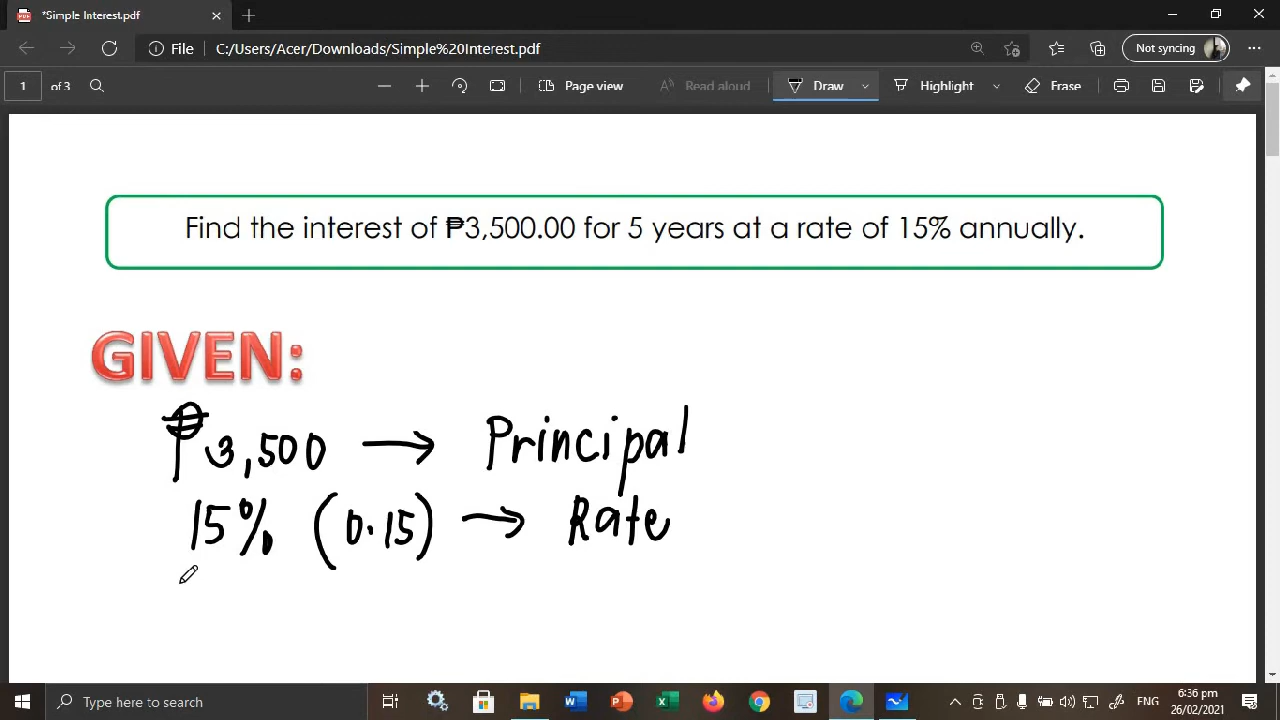 *Simple Interest.pdf
File
C:/Users/Acer/Downloads/Simple%20Interest.pdf
Not syncing
1 of 3
Page view
Read aloud
Draw
Highlight
Erase
Find the interest of ₱3,500.00 for 5 years at a rate of 15% annually.
GIVEN:
₱3,500 → Principal
15% (0.15) → Rate
Type here to search
ENG
6:36 pm
26/02/2021